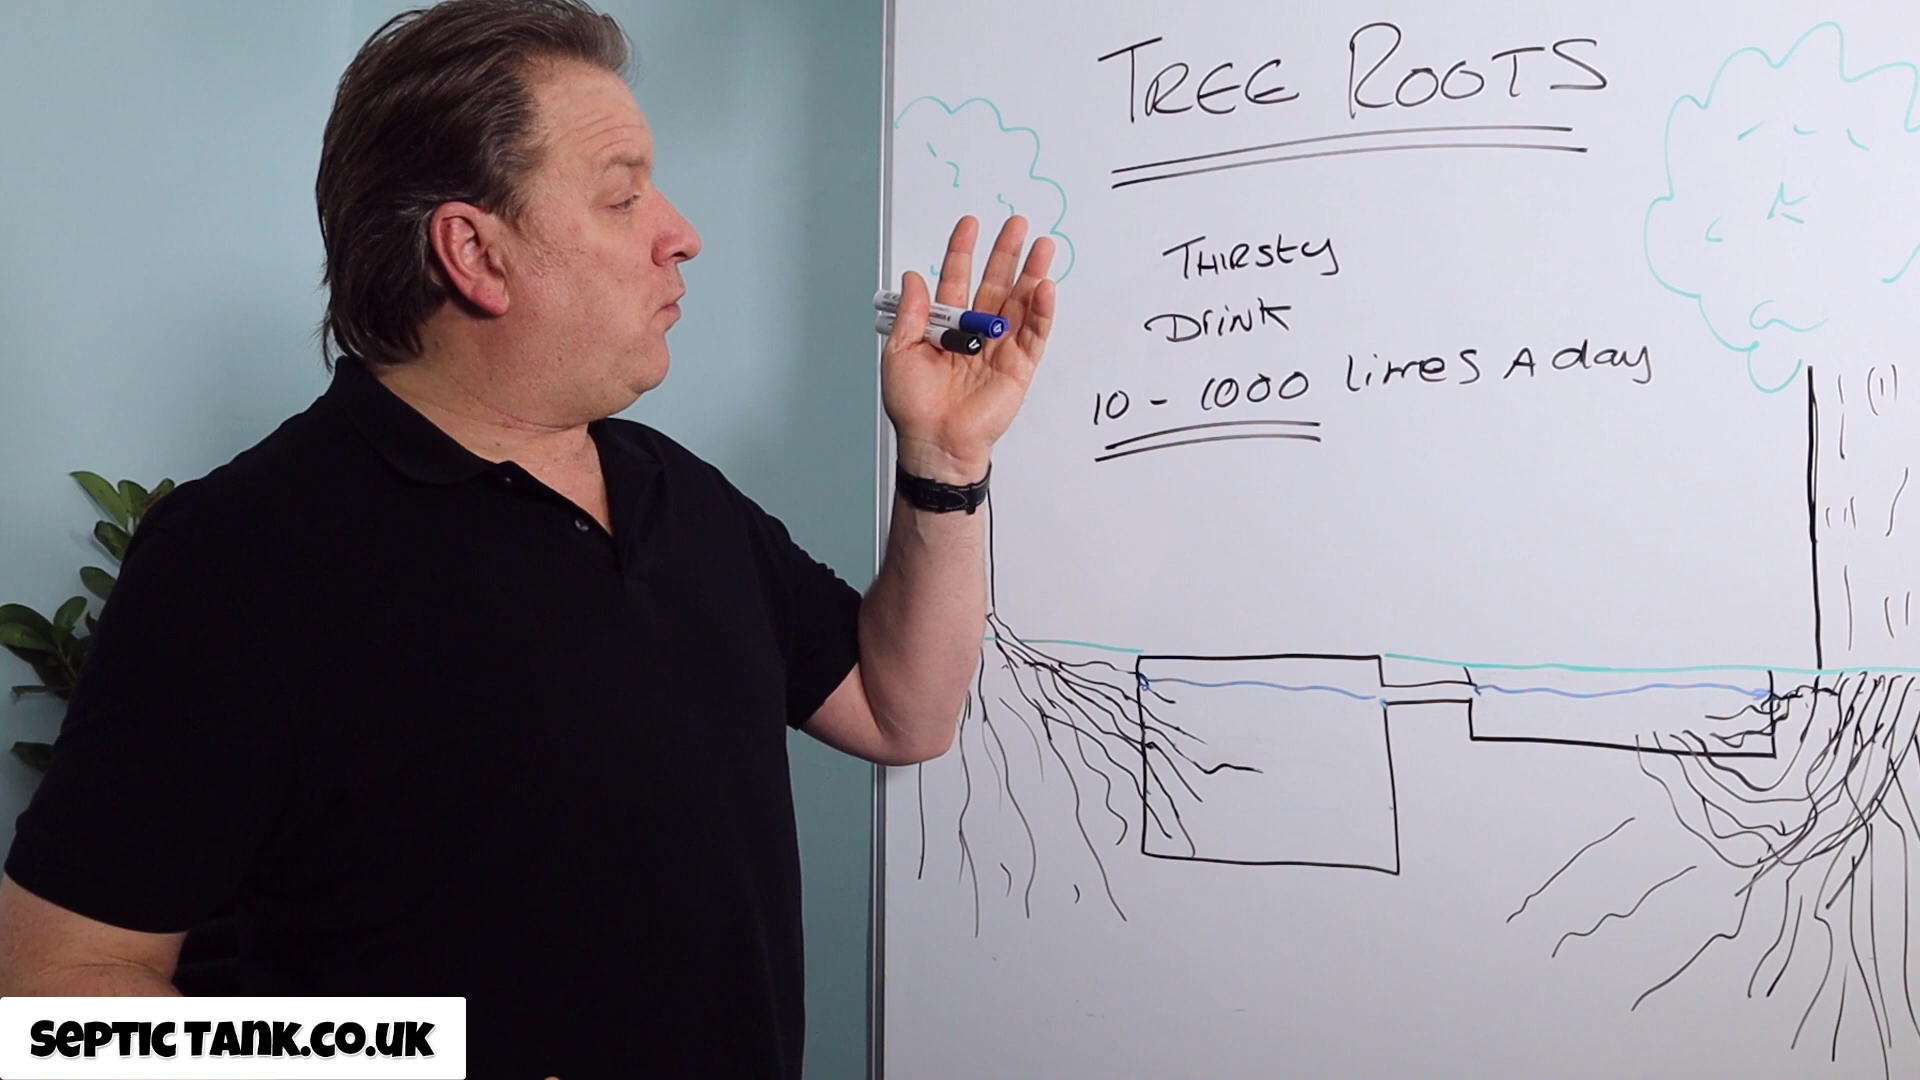 TREE ROOTS
THIRSTY
Drink
10 - 1000 litres A day
SEPTIC TANK.CO.UK